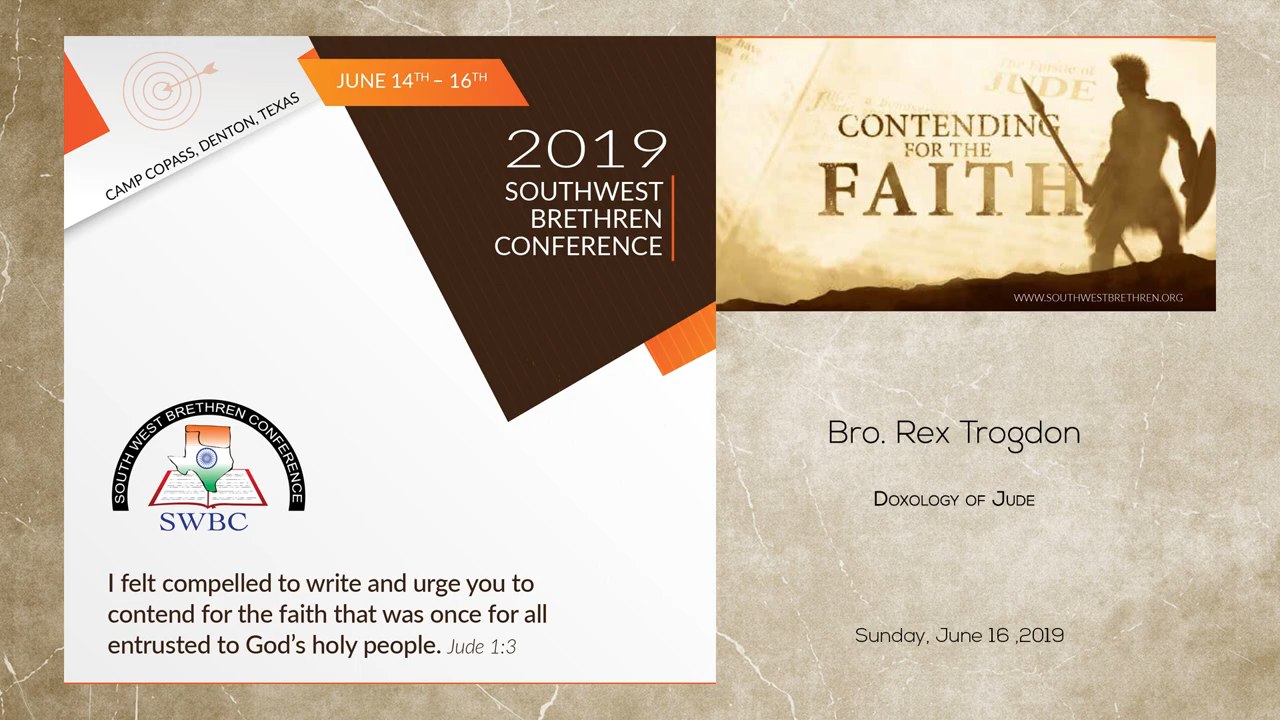 CAMP COPASS, DENTON, TEXAS
JUNE 14TH – 16TH
2019
SOUTHWEST
BRETHREN
CONFERENCE
SOUTH WEST BRETHREN CONFERENCE
SWBC
I felt compelled to write and urge you to
contend for the faith that was once for all
entrusted to God's holy people. Jude 1:3
The Epistle of
JUDE
CONTENDING
FOR THE
FAITH
WWW.SOUTHWESTBRETHREN.ORG
Bro. Rex Trogdon
Doxology of Jude
Sunday, June 16 ,2019